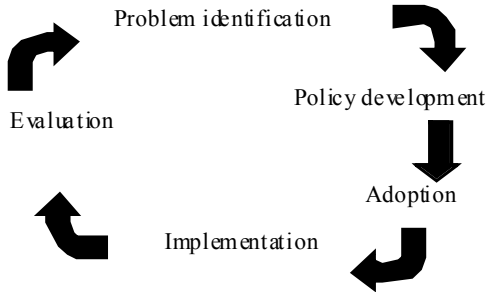 Problem identification
Policy development
Evaluation
Adoption
Implementation